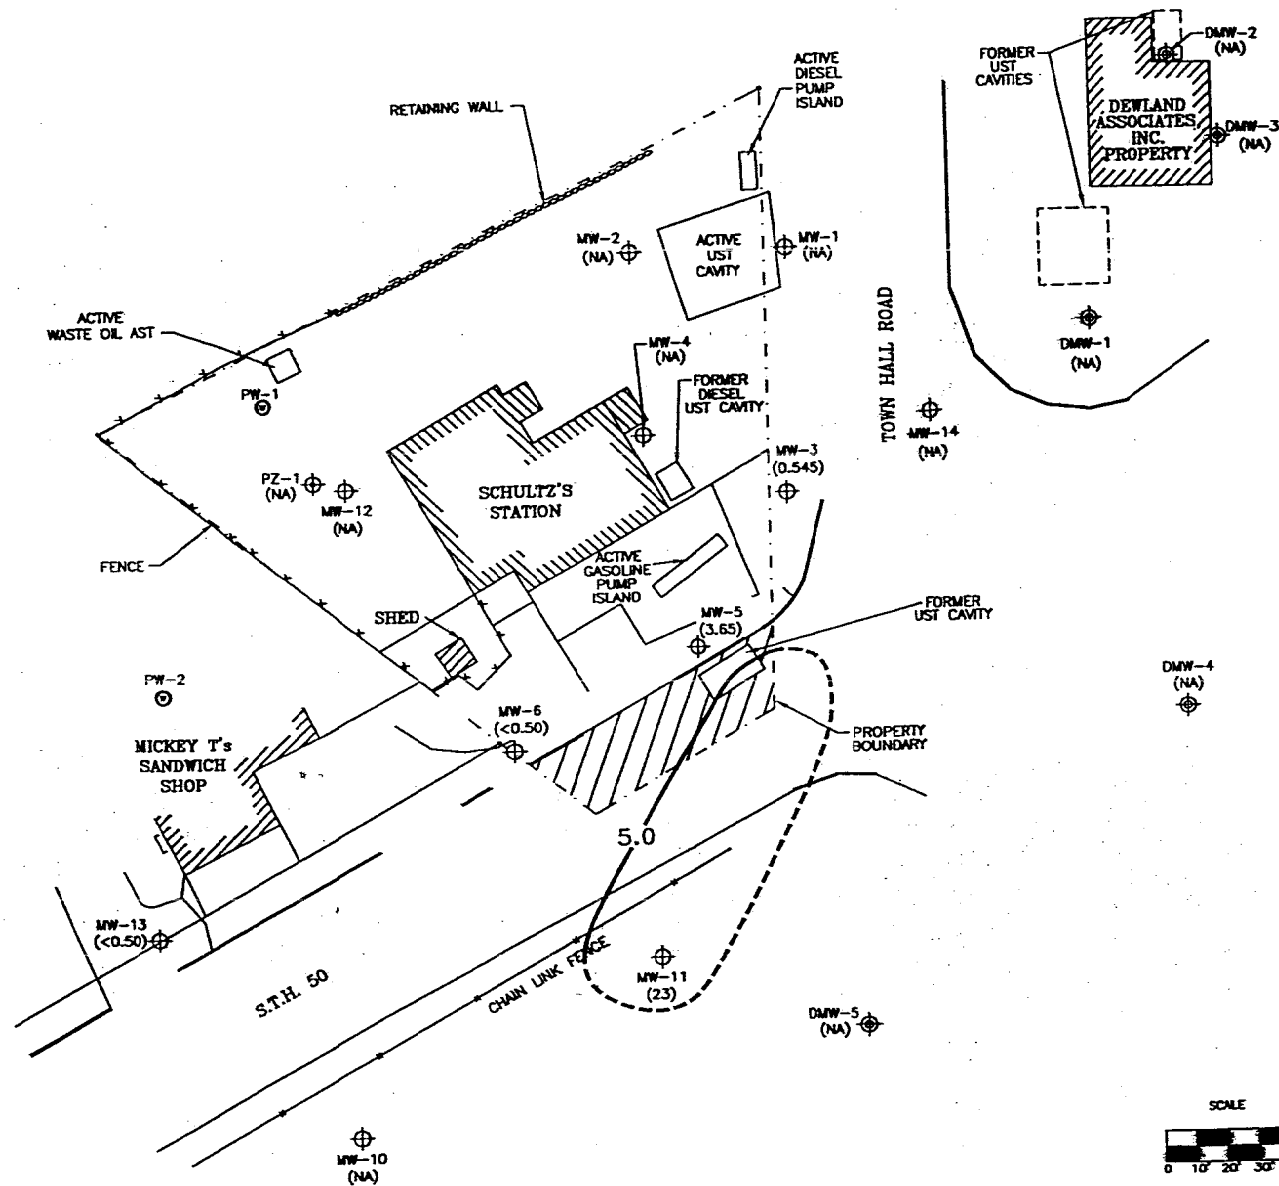 DMW-2
(NA)
FORMER
UST
CAVITIES
ACTIVE
DIESEL
PUMP
ISLAND
RETAINING WALL
DEWLAND
ASSOCIATES,
INC.
PROPERTY
DMW-3
(NA)
MW-2
(NA)
ACTIVE
UST
CAVITY
MW-1
(NA)
ACTIVE
WASTE OIL AST
TOWN HALL ROAD
DMW-1
(NA)
MW-4
(NA)
FORMER
DIESEL
UST CAVITY
PW-1
MW-14
(NA)
MW-3
(0.545)
PZ-1
(NA)
MW-12
(NA)
SCHULTZ'S
STATION
FENCE
ACTIVE
GASOLINE
PUMP
ISLAND
SHED
MW-5
(3.65)
FORMER
UST CAVITY
PW-2
DMW-4
(NA)
MW-6
(<0.50)
PROPERTY
BOUNDARY
MICKEY T's
SANDWICH
SHOP
5.0
MW-13
(<0.50)
S.T.H. 50
CHAIN LINK FENCE
MW-11
(23)
DMW-5
(NA)
MW-10
(NA)
SCALE
0 10' 20' 30'